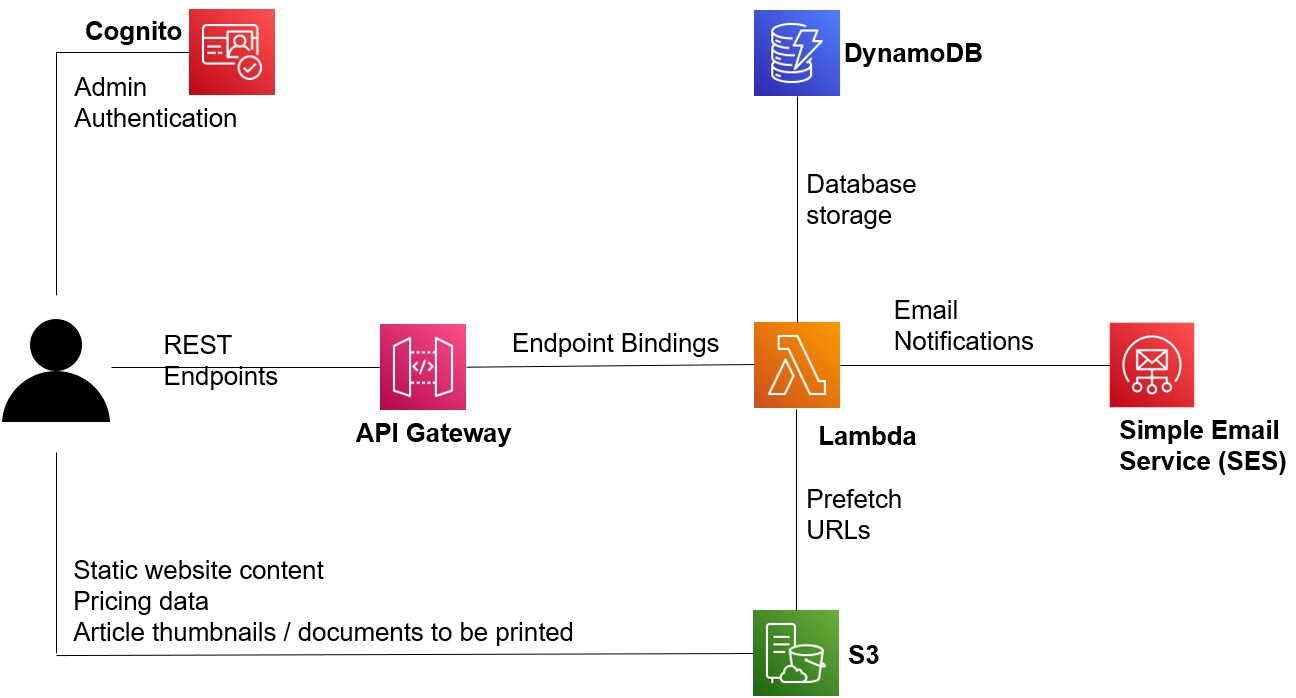 Cognito
Admin
Authentication
DynamoDB
Database
storage
REST
Endpoints
API Gateway
Endpoint Bindings
Lambda
Email
Notifications
Simple Email
Service (SES)
Prefetch
URLs
Static website content
Pricing data
Article thumbnails / documents to be printed
S3